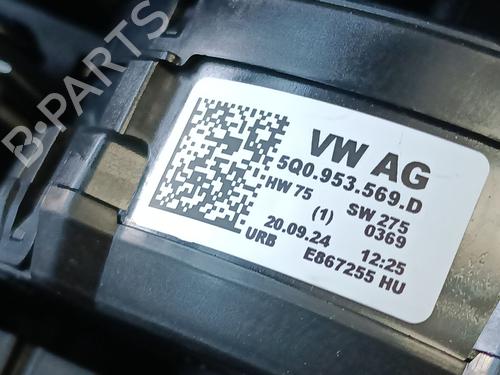 B-PARTS
VW AG
5Q0.953.569.D
HW 75 SW 275
(1) 0369
20.09.24 12:25
URB E867255 HU